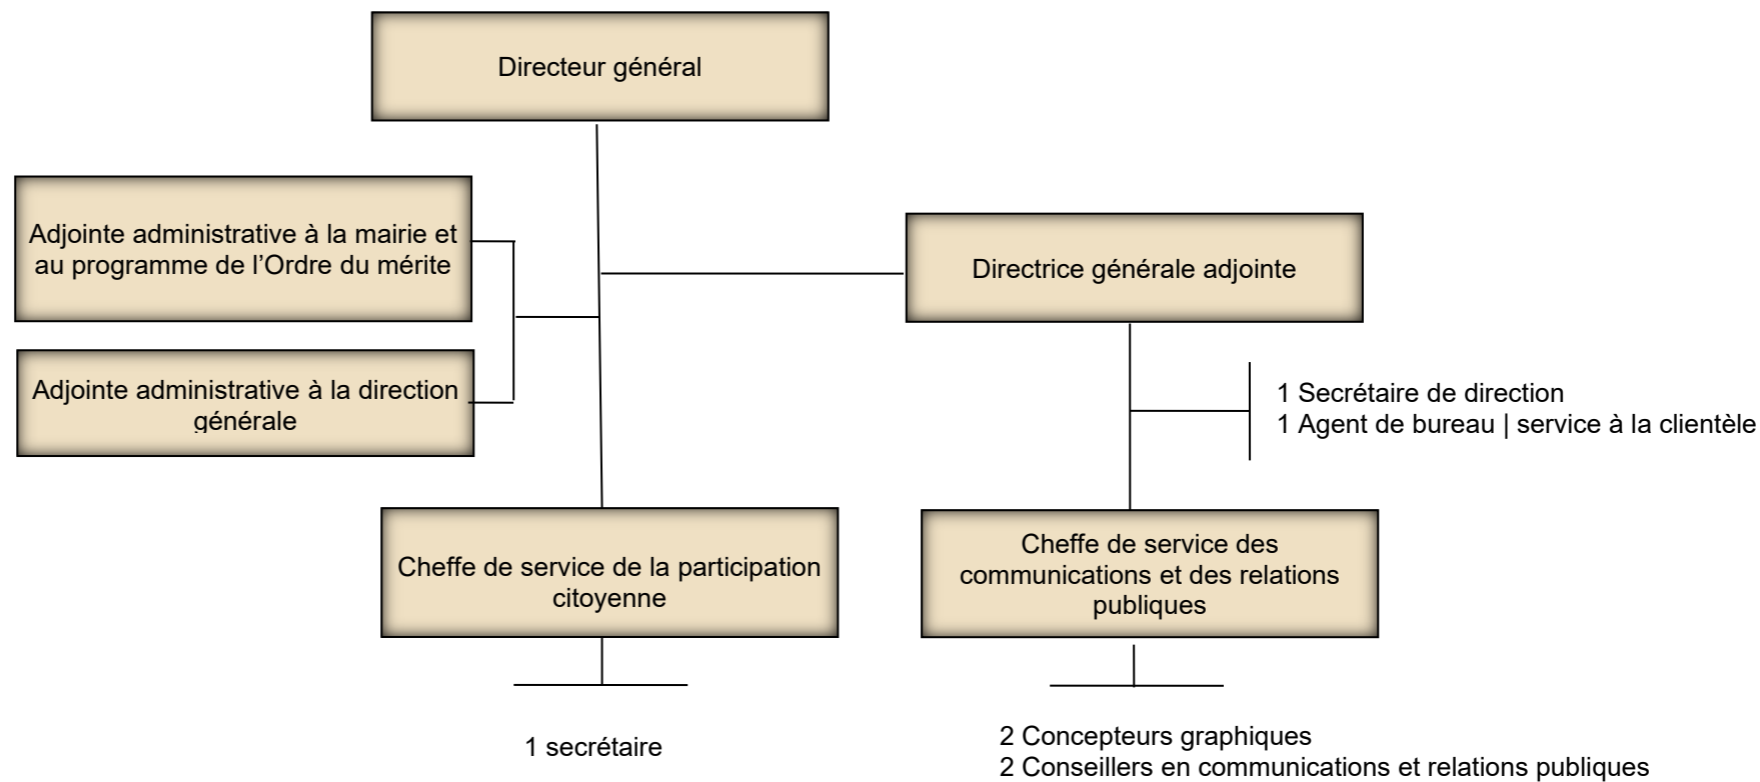 Directeur général
Adjointe administrative à la mairie et
au programme de l’Ordre du mérite
Directrice générale adjointe
Adjointe administrative à la direction
générale
1 Secrétaire de direction
1 Agent de bureau | service à la clientèle
Cheffe de service de la participation
citoyenne
Cheffe de service des
communications et des relations
publiques
1 secrétaire
2 Concepteurs graphiques
2 Conseillers en communications et relations publiques